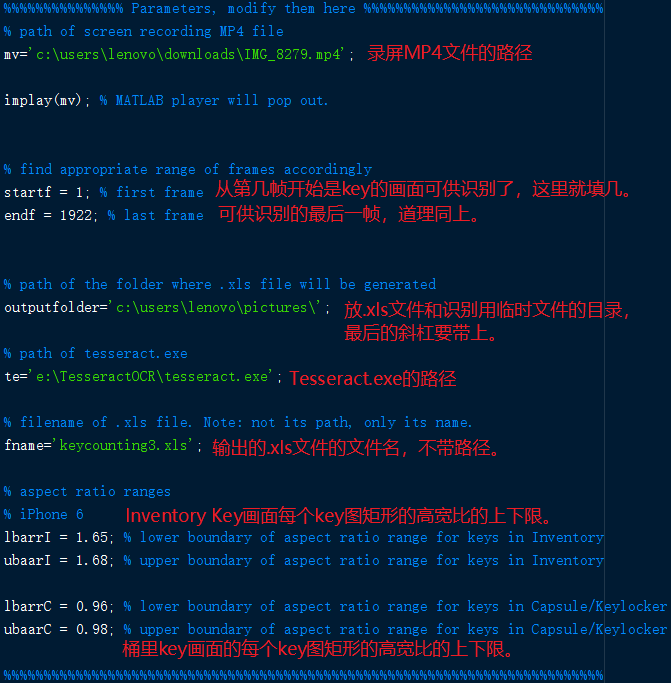 %%%%%%%%%%%%%%%%% Parameters, modify them here %%%%%%%%%%%%%%%%%%%%%%%%%%%%%%%%%%
% path of screen recording MP4 file
mv='c:\users\lenovo\downloads\IMG_8279.mp4'; 录屏MP4文件的路径
implay(mv); % MATLAB player will pop out.
% find appropriate range of frames accordingly
startf = 1; % first frame 从第几帧开始是key的画面可供识别了，这里就填几。
endf = 1922; % last frame 可供识别的最后一帧，道理同上。
% path of the folder where .xls file will be generated
outputfolder='c:\users\lenovo\pictures\'; 放.xls文件和识别用临时文件的目录，
最后的斜杠要带上。
% path of tesseract.exe
te='e:\TesseractOCR\tesseract.exe'; Tesseract.exe的路径
% filename of .xls file. Note: not its path, only its name.
fname='keycounting3.xls'; 输出的.xls文件的文件名，不带路径。
% aspect ratio ranges
% iPhone 6 Inventory Key画面每个key图矩形的高宽比的上下限。
lbarrI = 1.65; % lower boundary of aspect ratio range for keys in Inventory
ubaarI = 1.68; % upper boundary of aspect ratio range for keys in Inventory
lbarrC = 0.96; % lower boundary of aspect ratio range for keys in Capsule/Keylocker
ubaarC = 0.98; % upper boundary of aspect ratio range for keys in Capsule/Keylocker
桶里key画面的每个key图矩形的高宽比的上下限。
%%%%%%%%%%%%%%%%%%%%%%%%%%%%%%%%%%%%%%%%%%%%%%%%%%%%%%%%%%%%%%%%%%%%%%%%%%%%%%%%%%%%%